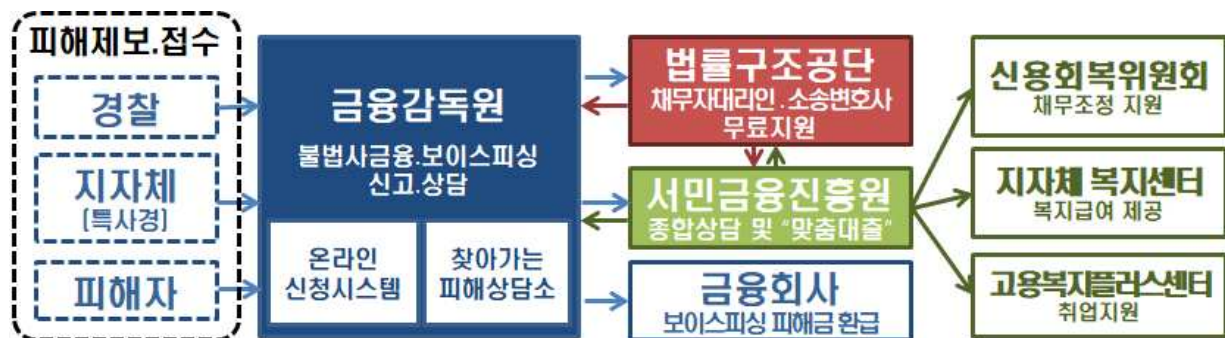 피해제보.접수
경찰
지자체
(특사경)
피해자
금융감독원
불법사금융.보이스피싱
신고.상담
온라인
신청시스템
찾아가는
피해상담소
법률구조공단
채무자대리인.소송변호사
무료지원
서민금융진흥원
종합상담 및 "맞춤대출"
금융회사
보이스피싱 피해금 환급
신용회복위원회
채무조정 지원
지자체 복지센터
복지급여 제공
고용복지플러스센터
취업지원